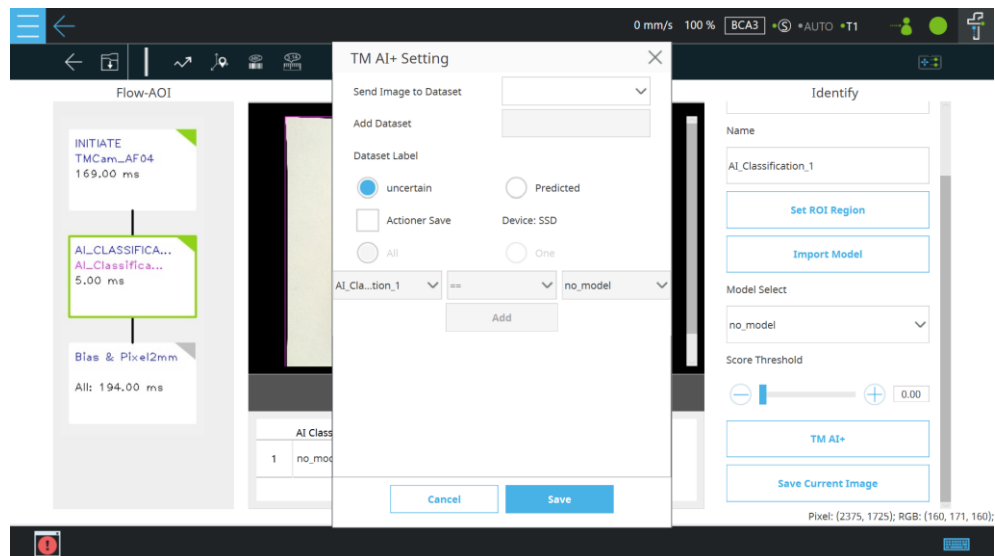 0 mm/s 100 % BCA3 •Ⓢ •AUTO •T1
Flow-AOI
INITIATE
TMCam_AF04
169.00 ms
AI_CLASSIFICA...
AI_Classifica...
5.00 ms
Bias & Pixel2mm
All: 194.00 ms
AI Class
1 no_mod
TM AI+ Setting
Send Image to Dataset
Add Dataset
Dataset Label
uncertain Predicted
Actioner Save Device: SSD
All One
AI_Cla...tion_1 == no_model
Add
Cancel Save
Identify
Name
AI_Classification_1
Set ROI Region
Import Model
Model Select
no_model
Score Threshold
0.00
TM AI+
Save Current Image
Pixel: (2375, 1725); RGB: (160, 171, 160);